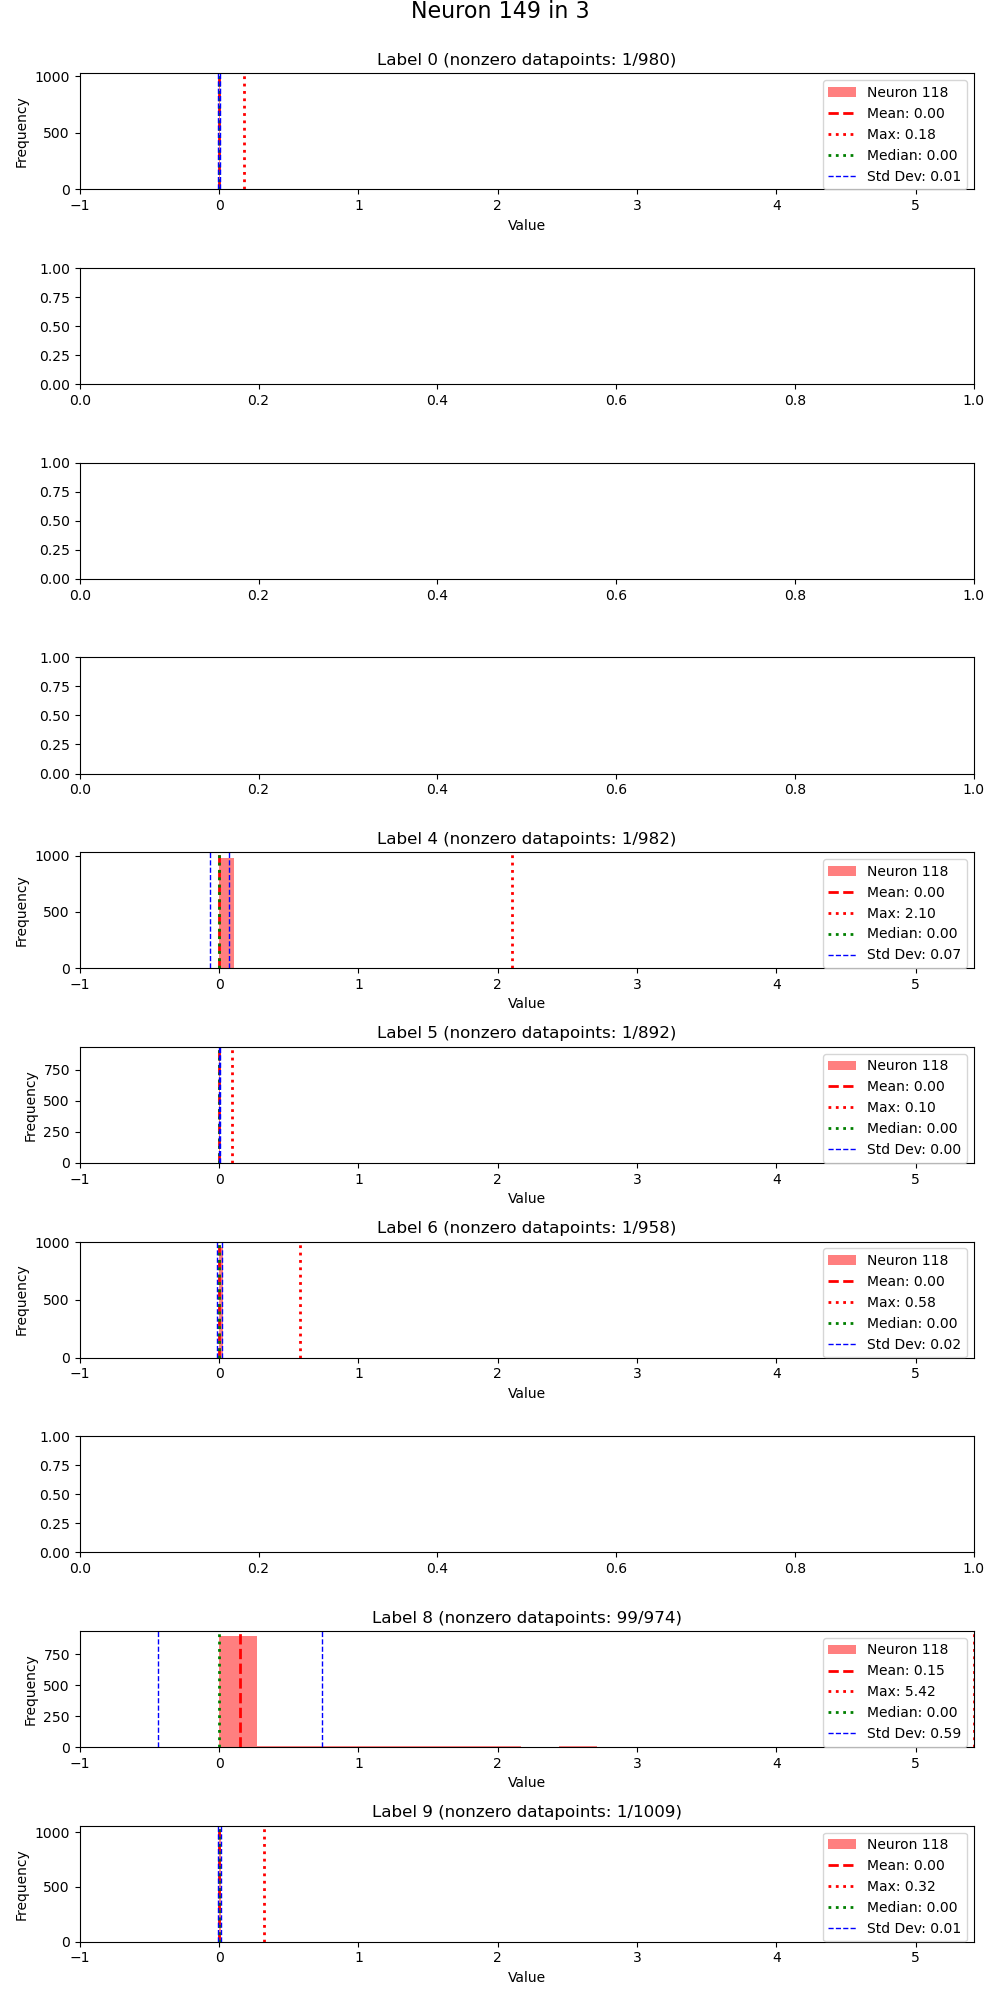 Neuron 149 in 3
Label 0 (nonzero datapoints: 1/980)
Frequency
1000
500
0
Neuron 118
Mean: 0.00
Max: 0.18
Median: 0.00
Std Dev: 0.01
−1 0 1 2 3 4 5
Value
1.00
0.75
0.50
0.25
0.00
0.0 0.2 0.4 0.6 0.8 1.0
1.00
0.75
0.50
0.25
0.00
0.0 0.2 0.4 0.6 0.8 1.0
1.00
0.75
0.50
0.25
0.00
0.0 0.2 0.4 0.6 0.8 1.0
Label 4 (nonzero datapoints: 1/982)
Frequency
1000
500
0
Neuron 118
Mean: 0.00
Max: 2.10
Median: 0.00
Std Dev: 0.07
−1 0 1 2 3 4 5
Value
Label 5 (nonzero datapoints: 1/892)
Frequency
750
500
250
0
Neuron 118
Mean: 0.00
Max: 0.10
Median: 0.00
Std Dev: 0.00
−1 0 1 2 3 4 5
Value
Label 6 (nonzero datapoints: 1/958)
Frequency
1000
500
0
Neuron 118
Mean: 0.00
Max: 0.58
Median: 0.00
Std Dev: 0.02
−1 0 1 2 3 4 5
Value
1.00
0.75
0.50
0.25
0.00
0.0 0.2 0.4 0.6 0.8 1.0
Label 8 (nonzero datapoints: 99/974)
Frequency
750
500
250
0
Neuron 118
Mean: 0.15
Max: 5.42
Median: 0.00
Std Dev: 0.59
−1 0 1 2 3 4 5
Value
Label 9 (nonzero datapoints: 1/1009)
Frequency
1000
500
0
Neuron 118
Mean: 0.00
Max: 0.32
Median: 0.00
Std Dev: 0.01
−1 0 1 2 3 4 5
Value